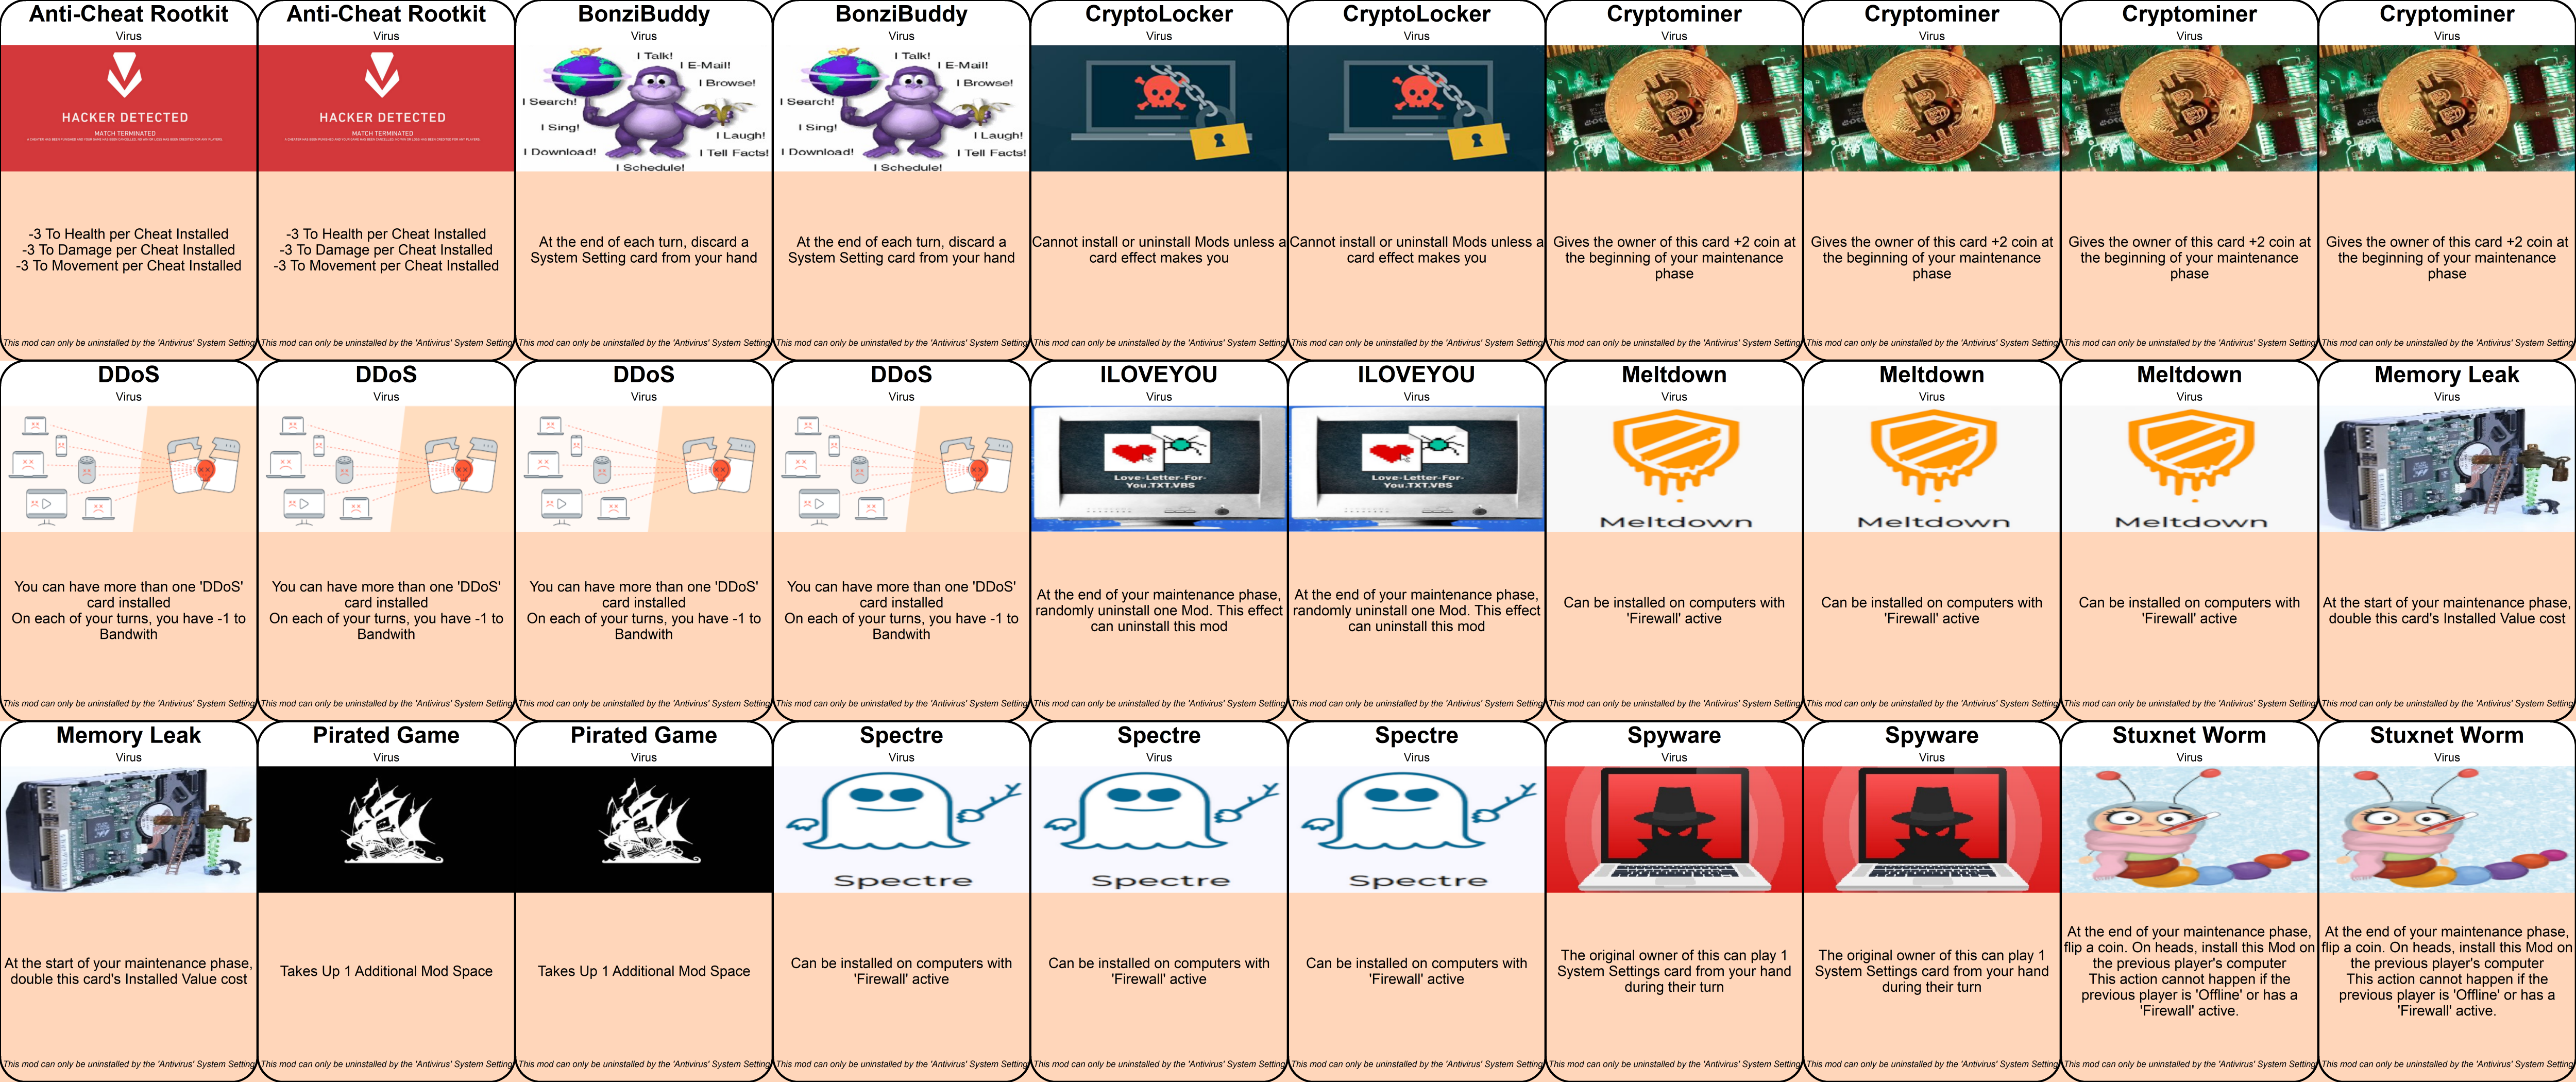 Anti-Cheat Rootkit
Virus
HACKER DETECTED
MATCH TERMINATED
-3 To Health per Cheat Installed
-3 To Damage per Cheat Installed
-3 To Movement per Cheat Installed
This mod can only be uninstalled by the 'Antivirus' System Setting
Anti-Cheat Rootkit
Virus
HACKER DETECTED
MATCH TERMINATED
-3 To Health per Cheat Installed
-3 To Damage per Cheat Installed
-3 To Movement per Cheat Installed
This mod can only be uninstalled by the 'Antivirus' System Setting
BonziBuddy
Virus
I Talk!
I E-Mail!
I Browse!
I Search!
I Sing!
I Laugh!
I Download!
I Tell Facts!
I Schedule!
At the end of each turn, discard a
System Setting card from your hand
This mod can only be uninstalled by the 'Antivirus' System Setting
BonziBuddy
Virus
I Talk!
I E-Mail!
I Browse!
I Search!
I Sing!
I Laugh!
I Download!
I Tell Facts!
I Schedule!
At the end of each turn, discard a
System Setting card from your hand
This mod can only be uninstalled by the 'Antivirus' System Setting
CryptoLocker
Virus
Cannot install or uninstall Mods unless a
card effect makes you
This mod can only be uninstalled by the 'Antivirus' System Setting
CryptoLocker
Virus
Cannot install or uninstall Mods unless a
card effect makes you
This mod can only be uninstalled by the 'Antivirus' System Setting
Cryptominer
Virus
Gives the owner of this card +2 coin at
the beginning of your maintenance
phase
This mod can only be uninstalled by the 'Antivirus' System Setting
Cryptominer
Virus
Gives the owner of this card +2 coin at
the beginning of your maintenance
phase
This mod can only be uninstalled by the 'Antivirus' System Setting
Cryptominer
Virus
Gives the owner of this card +2 coin at
the beginning of your maintenance
phase
This mod can only be uninstalled by the 'Antivirus' System Setting
Cryptominer
Virus
Gives the owner of this card +2 coin at
the beginning of your maintenance
phase
This mod can only be uninstalled by the 'Antivirus' System Setting
DDoS
Virus
You can have more than one 'DDoS'
card installed
On each of your turns, you have -1 to
Bandwith
This mod can only be uninstalled by the 'Antivirus' System Setting
DDoS
Virus
You can have more than one 'DDoS'
card installed
On each of your turns, you have -1 to
Bandwith
This mod can only be uninstalled by the 'Antivirus' System Setting
DDoS
Virus
You can have more than one 'DDoS'
card installed
On each of your turns, you have -1 to
Bandwith
This mod can only be uninstalled by the 'Antivirus' System Setting
DDoS
Virus
You can have more than one 'DDoS'
card installed
On each of your turns, you have -1 to
Bandwith
This mod can only be uninstalled by the 'Antivirus' System Setting
ILOVEYOU
Virus
Love-Letter-For-
You.TXT.VBS
At the end of your maintenance phase,
randomly uninstall one Mod. This effect
can uninstall this mod
This mod can only be uninstalled by the 'Antivirus' System Setting
ILOVEYOU
Virus
Love-Letter-For-
You.TXT.VBS
At the end of your maintenance phase,
randomly uninstall one Mod. This effect
can uninstall this mod
This mod can only be uninstalled by the 'Antivirus' System Setting
Meltdown
Virus
Meltdown
Can be installed on computers with
'Firewall' active
This mod can only be uninstalled by the 'Antivirus' System Setting
Meltdown
Virus
Meltdown
Can be installed on computers with
'Firewall' active
This mod can only be uninstalled by the 'Antivirus' System Setting
Meltdown
Virus
Meltdown
Can be installed on computers with
'Firewall' active
This mod can only be uninstalled by the 'Antivirus' System Setting
Memory Leak
Virus
At the start of your maintenance phase,
double this card's Installed Value cost
This mod can only be uninstalled by the 'Antivirus' System Setting
Memory Leak
Virus
At the start of your maintenance phase,
double this card's Installed Value cost
This mod can only be uninstalled by the 'Antivirus' System Setting
Pirated Game
Virus
Takes Up 1 Additional Mod Space
This mod can only be uninstalled by the 'Antivirus' System Setting
Pirated Game
Virus
Takes Up 1 Additional Mod Space
This mod can only be uninstalled by the 'Antivirus' System Setting
Spectre
Virus
Spectre
Can be installed on computers with
'Firewall' active
This mod can only be uninstalled by the 'Antivirus' System Setting
Spectre
Virus
Spectre
Can be installed on computers with
'Firewall' active
This mod can only be uninstalled by the 'Antivirus' System Setting
Spectre
Virus
Spectre
Can be installed on computers with
'Firewall' active
This mod can only be uninstalled by the 'Antivirus' System Setting
Spyware
Virus
The original owner of this can play 1
System Settings card from your hand
during their turn
This mod can only be uninstalled by the 'Antivirus' System Setting
Spyware
Virus
The original owner of this can play 1
System Settings card from your hand
during their turn
This mod can only be uninstalled by the 'Antivirus' System Setting
Stuxnet Worm
Virus
At the end of your maintenance phase,
flip a coin. On heads, install this Mod on
the previous player's computer
This action cannot happen if the
previous player is 'Offline' or has a
'Firewall' active.
This mod can only be uninstalled by the 'Antivirus' System Setting
Stuxnet Worm
Virus
At the end of your maintenance phase,
flip a coin. On heads, install this Mod on
the previous player's computer
This action cannot happen if the
previous player is 'Offline' or has a
'Firewall' active.
This mod can only be uninstalled by the 'Antivirus' System Setting